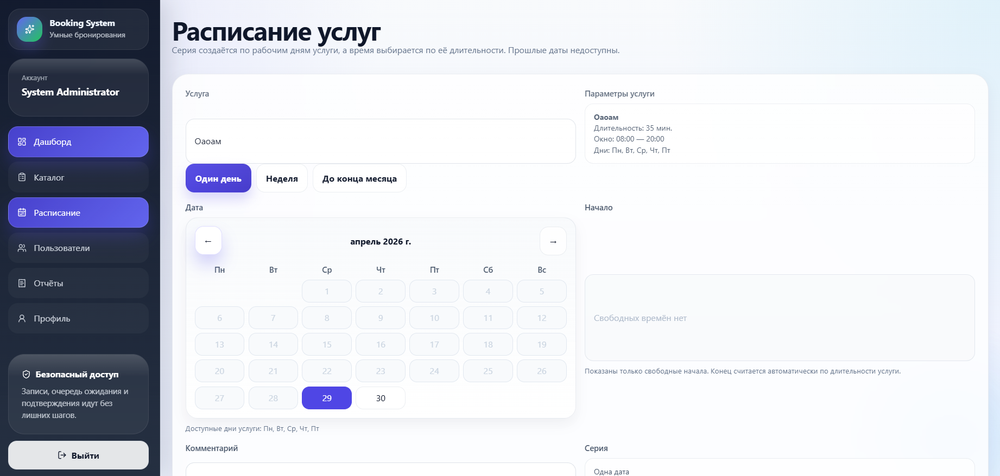 Booking System
Умные бронирования
Аккаунт
System Administrator
Дашборд
Каталог
Расписание
Пользователи
Отчёты
Профиль
Безопасный доступ
Записи, очередь ожидания и
подтверждения идут без
лишних шагов.
Выйти
Расписание услуг
Серия создаётся по рабочим дням услуги, а время выбирается по её длительности. Прошлые даты недоступны.
Услуга
Оаоам
Параметры услуги
Оаоам
Длительность: 35 мин.
Окно: 08:00 — 20:00
Дни: Пн, Вт, Ср, Чт, Пт
Один день Неделя До конца месяца
Дата
← апрель 2026 г. →
Пн Вт Ср Чт Пт Сб Вс
1 2 3 4 5
6 7 8 9 10 11 12
13 14 15 16 17 18 19
20 21 22 23 24 25 26
27 28 29 30
Доступные дни услуги: Пн, Вт, Ср, Чт, Пт
Начало
Свободных времён нет
Показаны только свободные начала. Конец считается автоматически по длительности услуги.
Комментарий
Серия
Одна дата